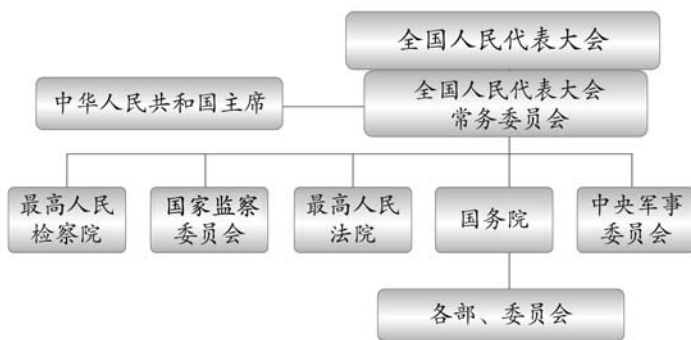 全国人民代表大会
中华人民共和国主席
全国人民代表大会
常务委员会
最高人民
检察院
国家监察
委员会
最高人民
法院
国务院
中央军事
委员会
各部、委员会